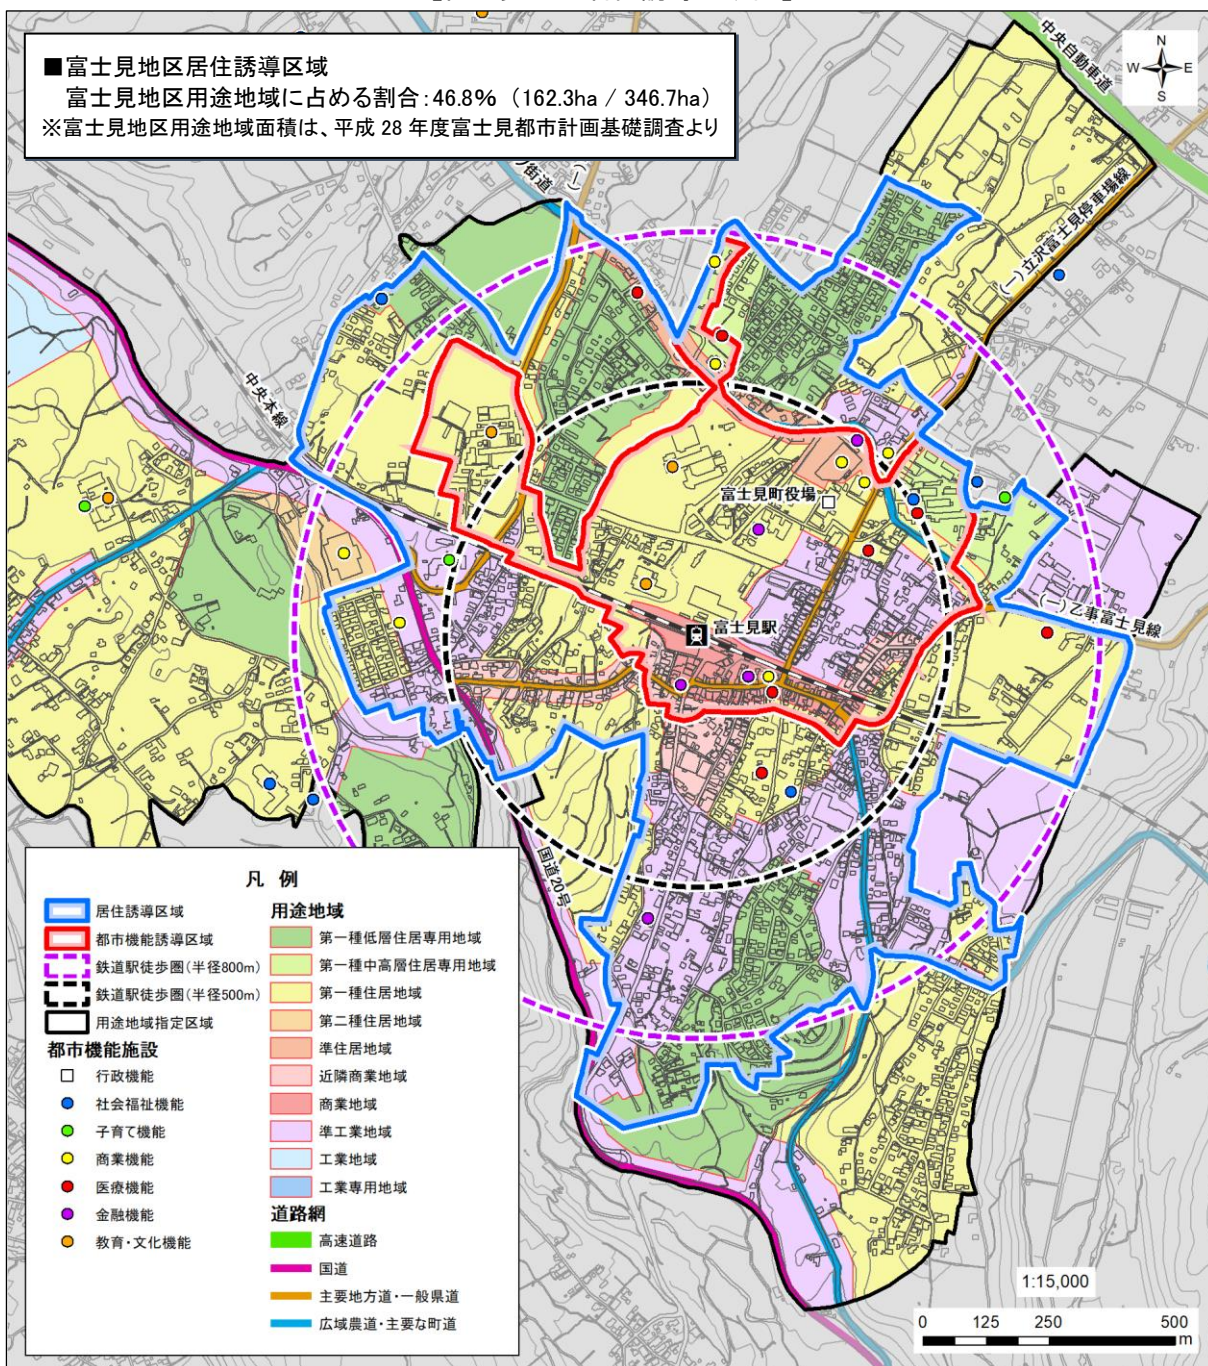 ■富士見地区居住誘導区域
富士見地区用途地域に占める割合:46.8% (162.3ha / 346.7ha)
※富士見地区用途地域面積は、平成 28 年度富士見都市計画基礎調査より
中央自動車道
N
W
E
S
街道
(一)
(一)立沢富士見停車場線
中央本線
富士見町役場
富士見駅
(一)乙事富士見線
国道20号
凡 例
居住誘導区域
都市機能誘導区域
鉄道駅徒歩圏(半径800m)
鉄道駅徒歩圏(半径500m)
用途地域指定区域
都市機能施設
行政機能
社会福祉機能
子育て機能
商業機能
医療機能
金融機能
教育・文化機能
用途地域
第一種低層住居専用地域
第一種中高層住居専用地域
第一種住居地域
第二種住居地域
準住居地域
近隣商業地域
商業地域
準工業地域
工業地域
工業専用地域
道路網
高速道路
国道
主要地方道・一般県道
広域農道・主要な町道
1:15,000
0 125 250 500
m